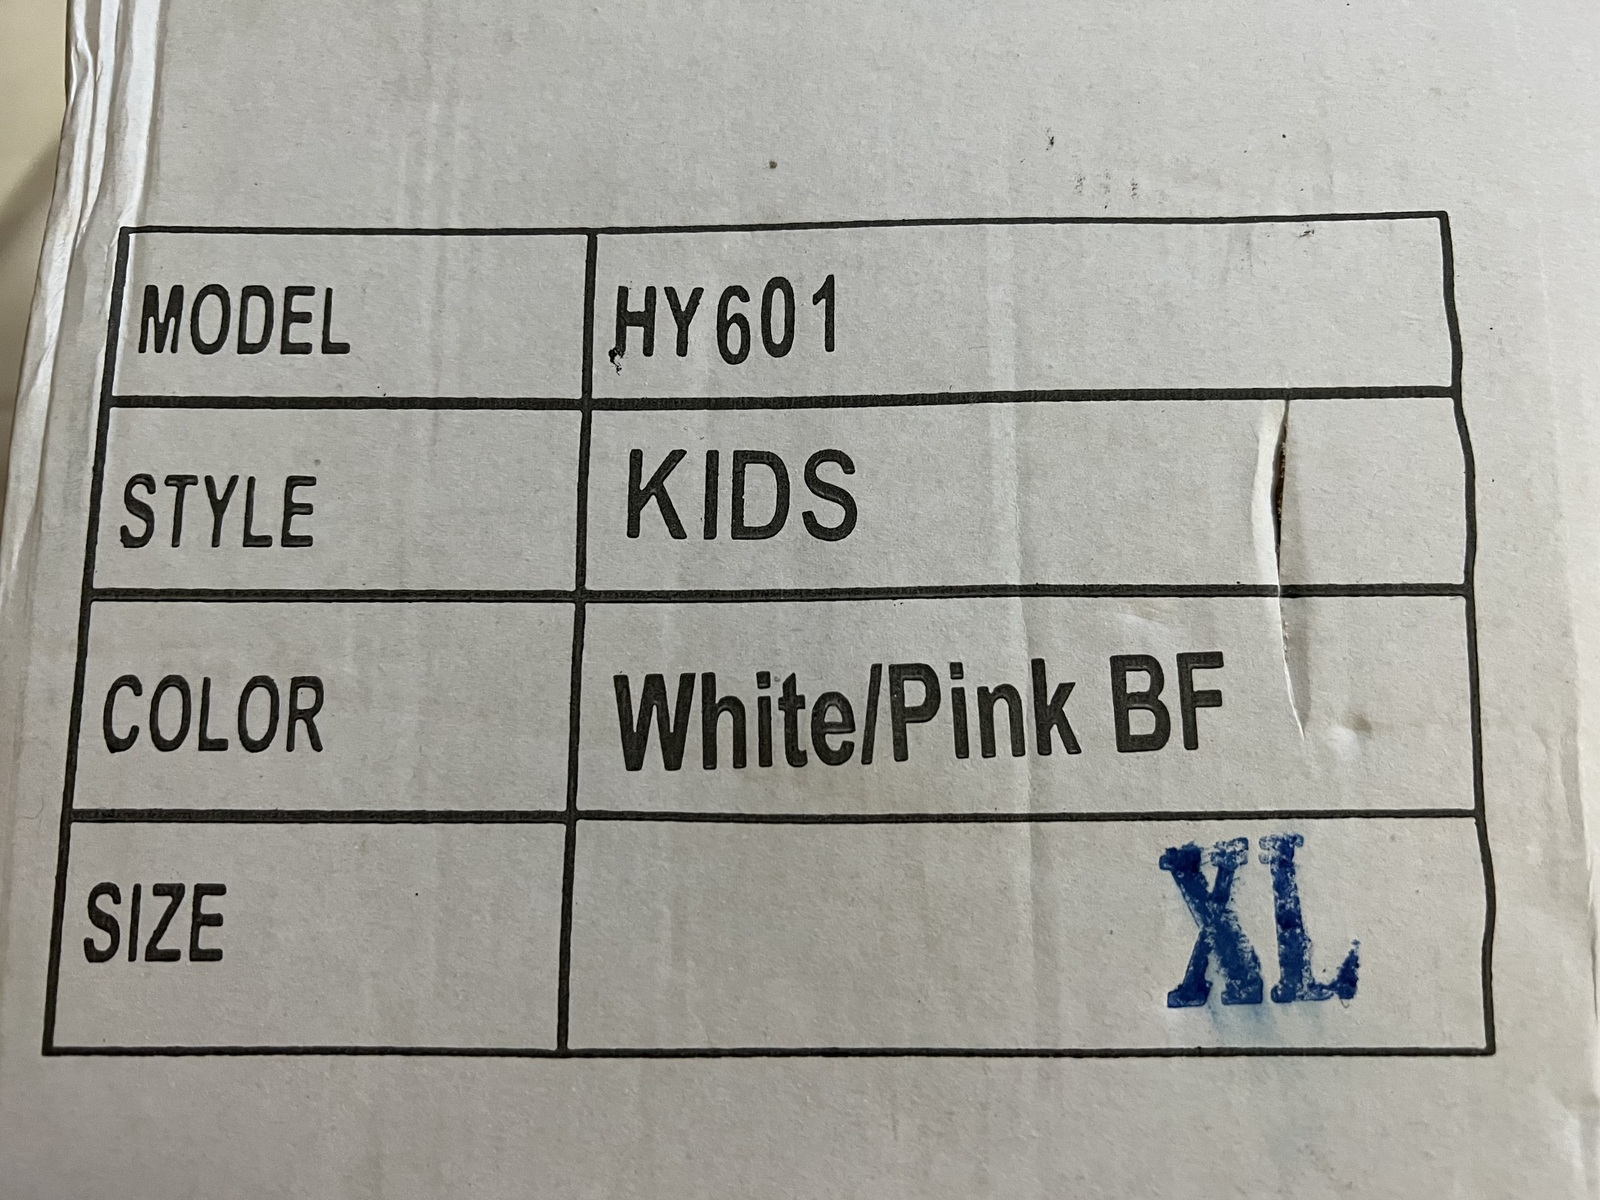 MODEL HY601
STYLE KIDS
COLOR White/Pink BF
SIZE XL